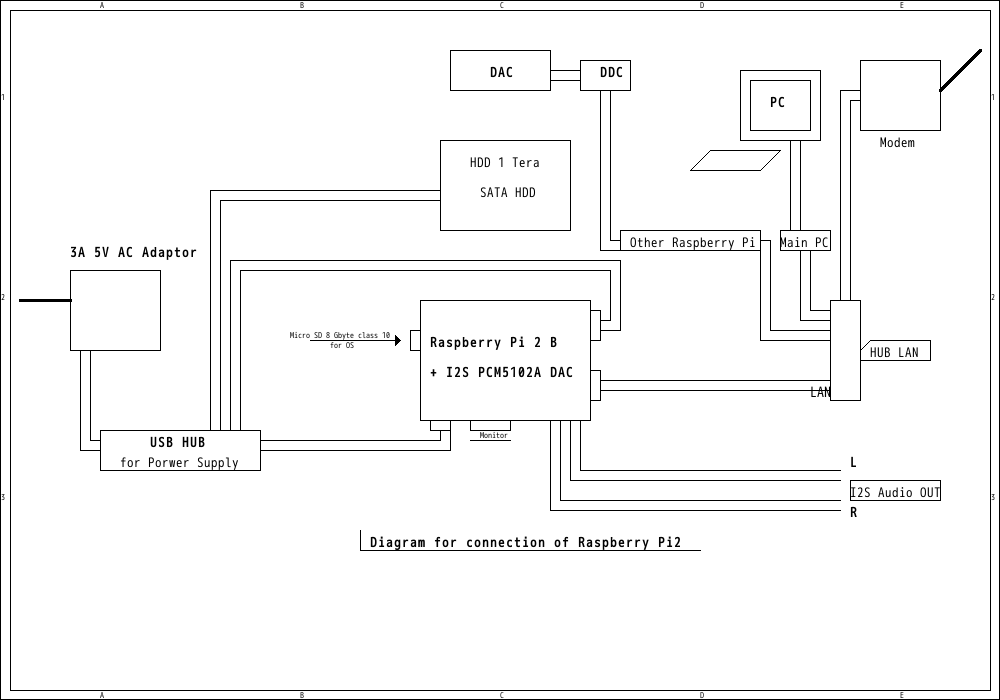 A B C D E
DAC
DDC
PC
1 1
Modem
HDD 1 Tera
SATA HDD
3A 5V AC Adaptor
Other Raspberry Pi
Main PC
2 2
Micro SD 8 Gbyte class 10
for OS
Raspberry Pi 2 B
+ I2S PCM5102A DAC
HUB LAN
LAN
Monitor
USB HUB
for Porwer Supply
L
I2S Audio OUT
R
3 3
Diagram for connection of Raspberry Pi2
A B C D E